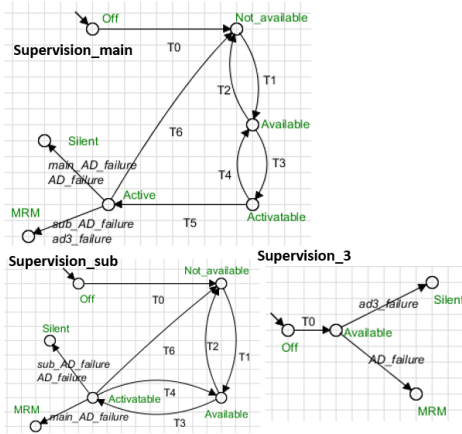 Off
Not_available
Supervision_main
T0
T1
T2
T6
Available
Silent
T3
main_AD_failure
AD_failure
T4
Active
MRM
sub_AD_failure
ad3_failure
T5
Activatable
Supervision_sub
Not_available
Off
T0
Silent
T6
T2
T1
sub_AD_failure
AD_failure
T4
MRM
Activatable
Available
main_AD_failure
T3
Supervision_3
Silent
ad3_failure
T0
Available
Off
AD_failure
MRM